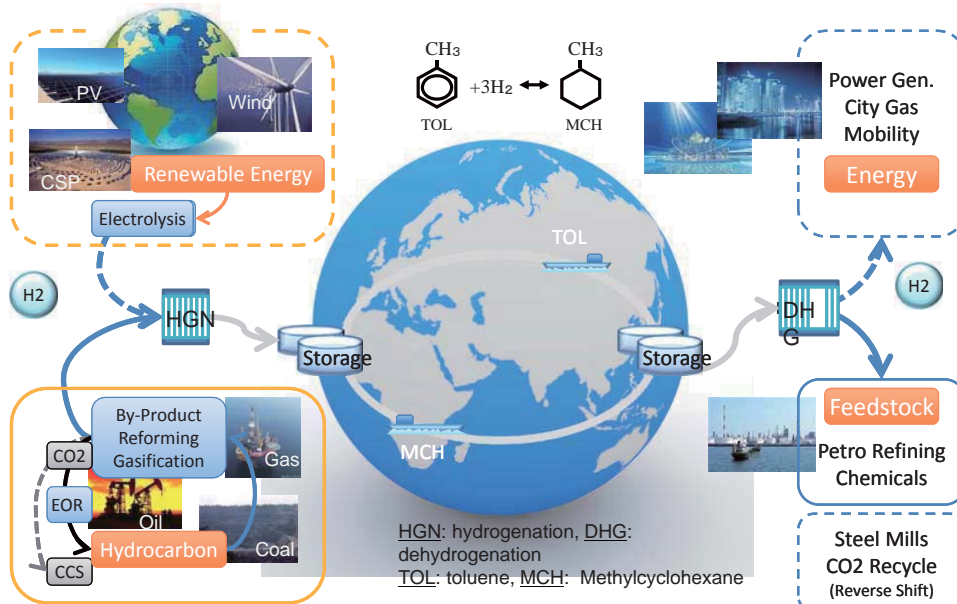 PV
Wind
CSP
Renewable Energy
Electrolysis
H2
HGN
CH₃
CH₃
+3H₂
TOL
MCH
TOL
Storage
Storage
MCH
Power Gen.
City Gas
Mobility
Energy
H2
DH
G
Feedstock
Petro Refining
Chemicals
Steel Mills
CO2 Recycle
(Reverse Shift)
By-Product
Reforming
Gasification
CO2
EOR
CCS
Gas
Oil
Hydrocarbon
Coal
HGN: hydrogenation, DHG:
dehydrogenation
TOL: toluene, MCH: Methylcyclohexane